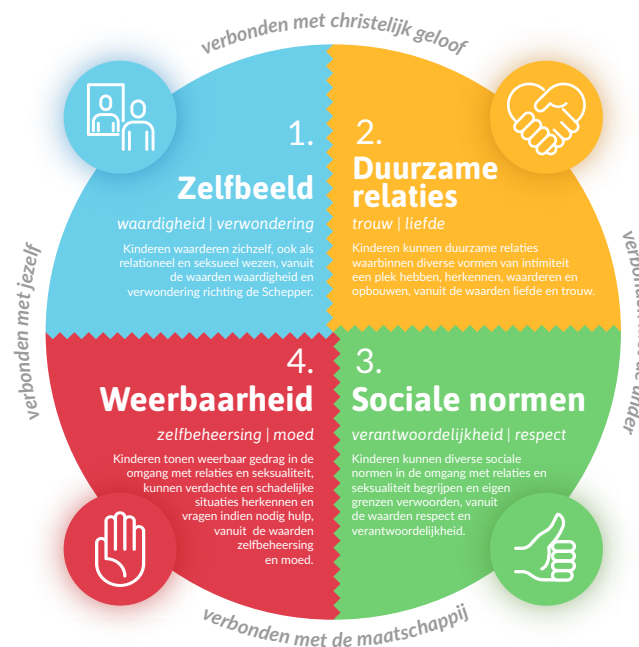 verbonden met christelijk geloof
1.
Zelfbeeld
waardigheid | verwondering
Kinderen waarderen zichzelf, ook als
relationeel en seksueel wezen, vanuit
de waarden waardigheid en
verwondering richting de Schepper.
2.
Duurzame
relaties
trouw | liefde
Kinderen kunnen duurzame relaties
waarbinnen diverse vormen van intimiteit
een plek hebben, herkennen, waarderen en
opbouwen, vanuit de waarden liefde en trouw.
verbonden met jezelf
verbonden met de ander
4.
Weerbaarheid
zelfbeheersing | moed
Kinderen tonen weerbaar gedrag in de
omgang met relaties en seksualiteit,
kunnen verdachte en schadelijke
situaties herkennen en
vragen indien nodig hulp,
vanuit de waarden
zelfbeheersing
en moed.
3.
Sociale normen
verantwoordelijkheid | respect
Kinderen kunnen diverse sociale
normen in de omgang met relaties en
seksualiteit begrijpen en eigen
grenzen verwoorden, vanuit
de waarden respect en
verantwoordelijkheid.
verbonden met de maatschappij